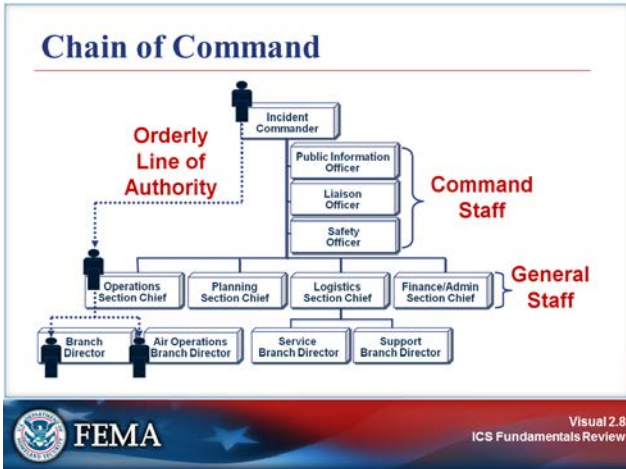 Chain of Command
Incident
Commander
Orderly
Line of
Authority
Public Information
Officer
Liaison
Officer
Safety
Officer
Command
Staff
Operations
Section Chief
Planning
Section Chief
Logistics
Section Chief
Finance/Admin
Section Chief
General
Staff
Branch
Director
Air Operations
Branch Director
Service
Branch Director
Support
Branch Director
FEMA
Visual 2.8
ICS Fundamentals Review